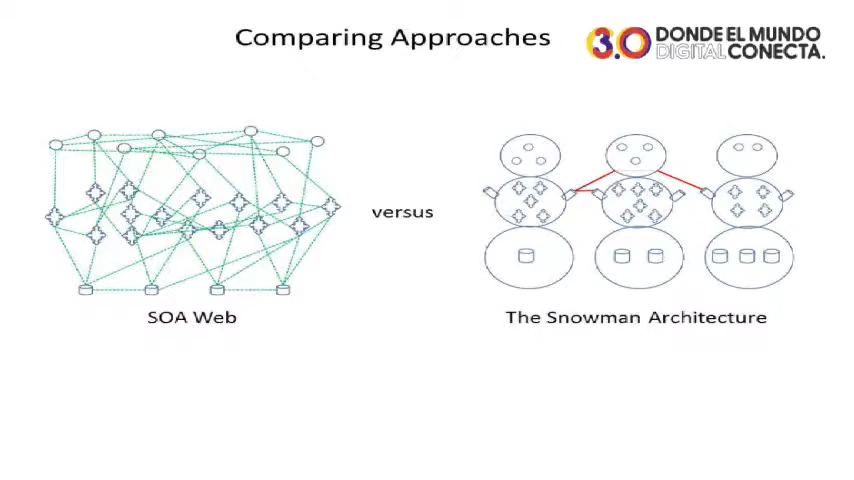 Comparing Approaches
3.0 DONDE EL MUNDO
DIGITAL CONECTA.
versus
SOA Web
The Snowman Architecture